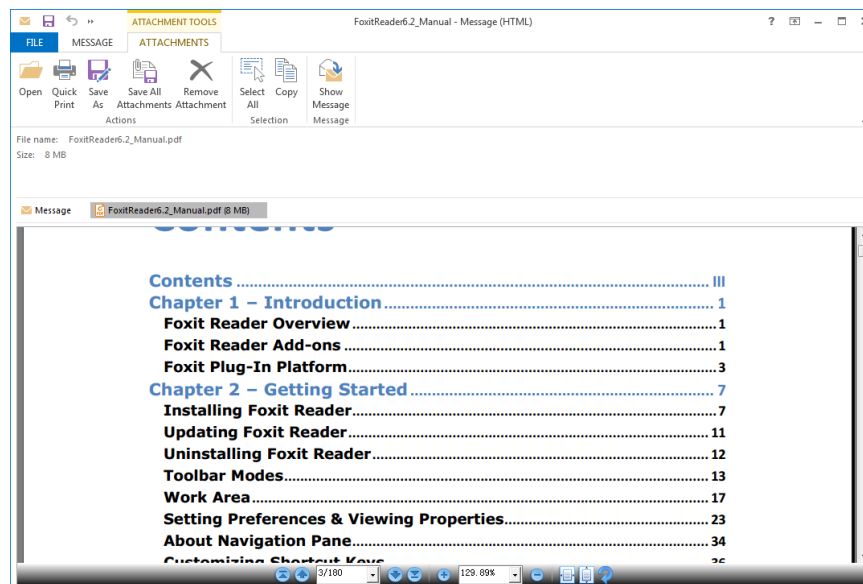 ATTACHMENT TOOLS
FoxitReader6.2_Manual - Message (HTML)
FILE MESSAGE ATTACHMENTS
Open Quick Print Save As Save All Attachments Remove Attachment Select All Copy Show Message
Actions Selection Message
File name: FoxitReader6.2_Manual.pdf
Size: 8 MB
Message FoxitReader6.2_Manual.pdf (8 MB)
Contents
Contents ................................................ III
Chapter 1 – Introduction ................................................ 1
Foxit Reader Overview ................................................ 1
Foxit Reader Add-ons ................................................ 1
Foxit Plug-In Platform ................................................ 3
Chapter 2 – Getting Started ................................................ 7
Installing Foxit Reader ................................................ 7
Updating Foxit Reader ................................................ 11
Uninstalling Foxit Reader ................................................ 12
Toolbar Modes ................................................ 13
Work Area ................................................ 17
Setting Preferences & Viewing Properties ................................................ 23
About Navigation Pane ................................................ 34
Customizing Shortcut Keys ................................................ 36
3/180 129.89%